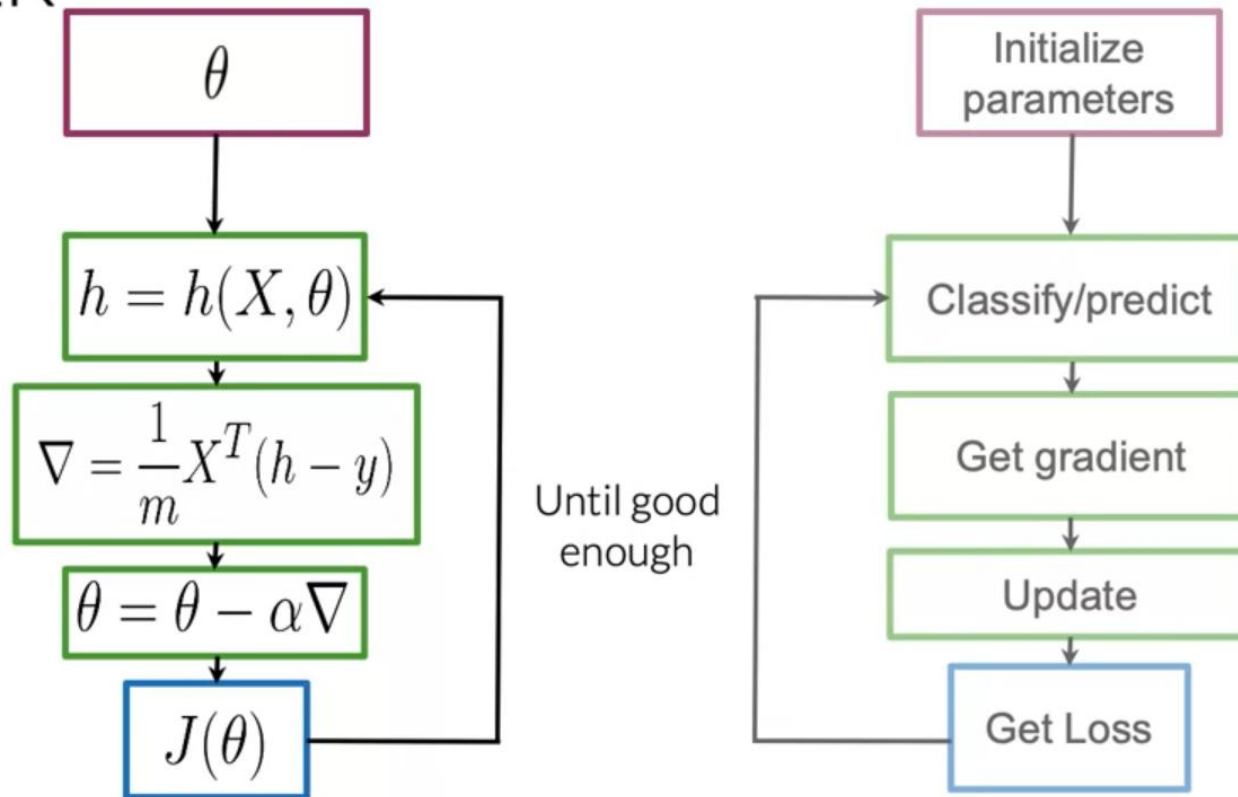 θ
h = h(X, θ)
∇ = 1/m X^T (h − y)
θ = θ − α∇
J(θ)
Until good
enough
Initialize
parameters
Classify/predict
Get gradient
Update
Get Loss